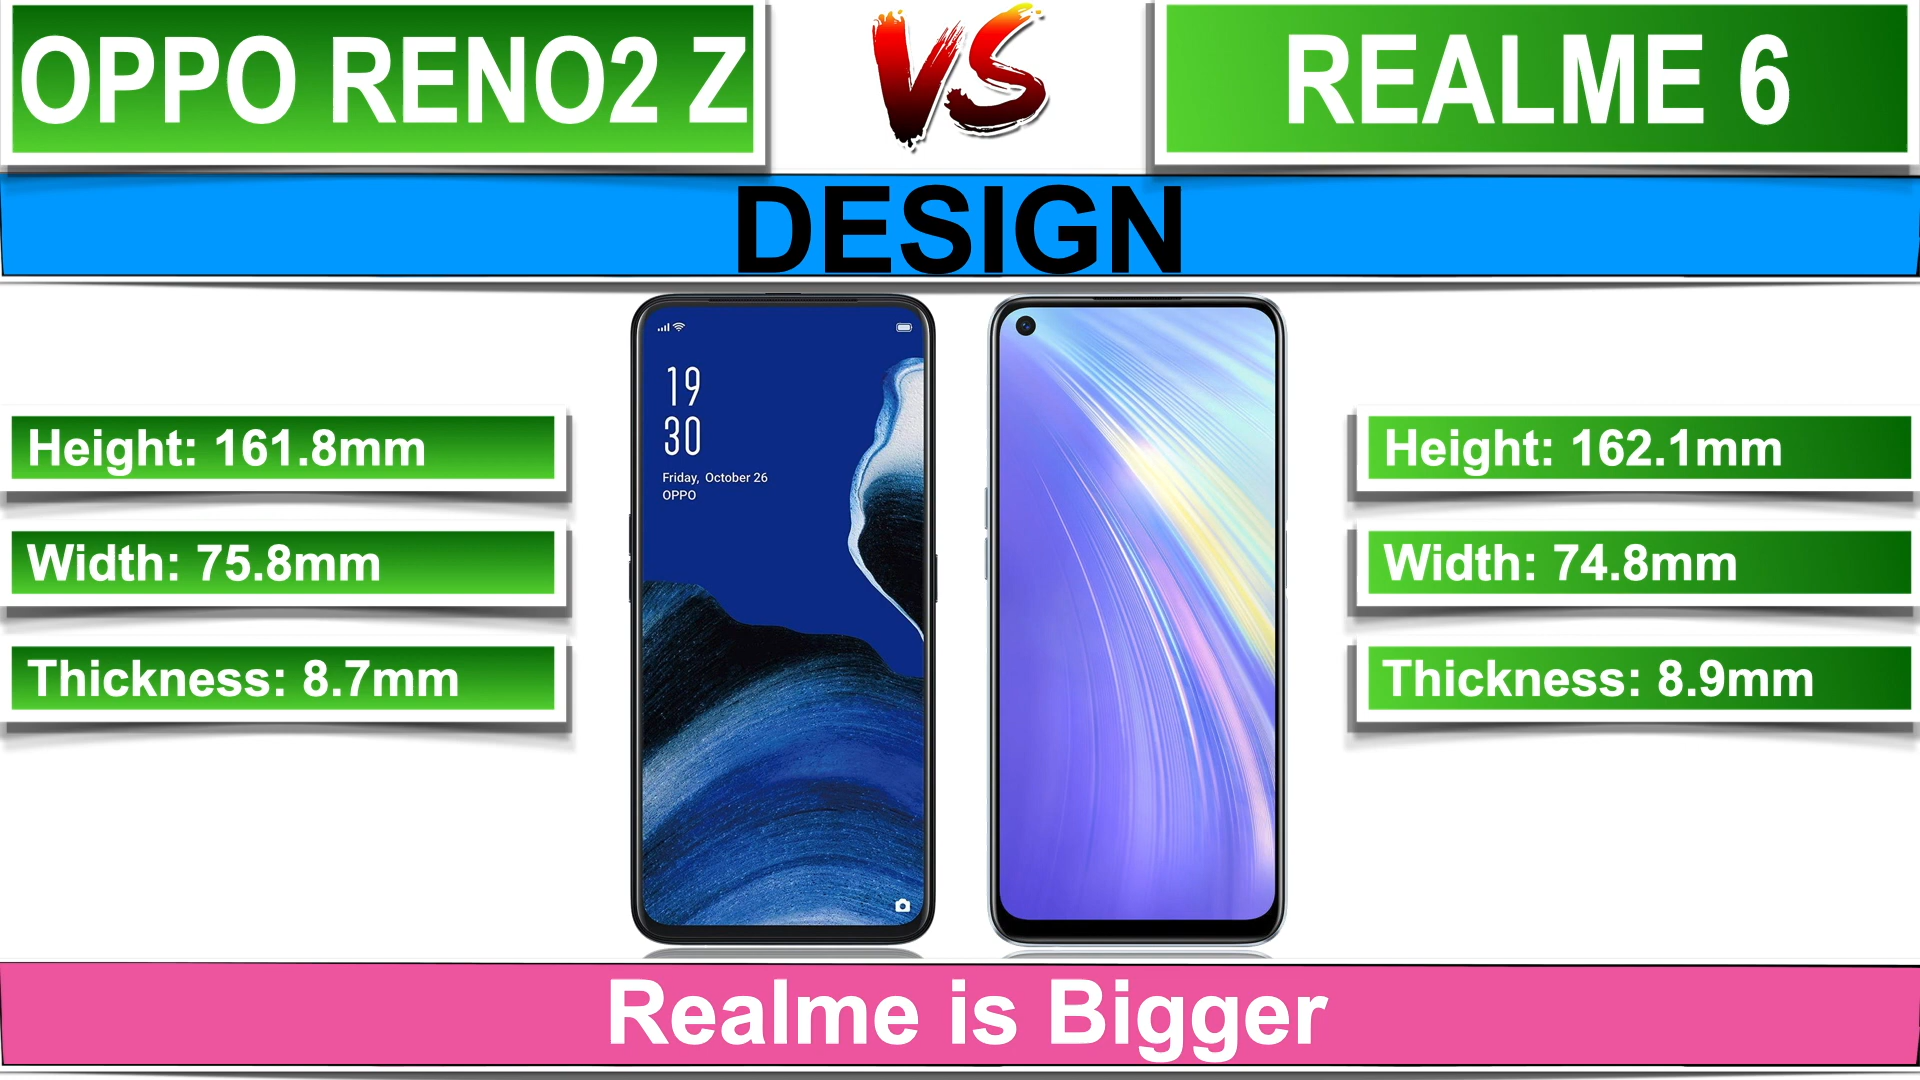 OPPO RENO2 Z
VS
REALME 6
DESIGN
19
30
Friday, October 26
OPPO
Height: 161.8mm
Width: 75.8mm
Thickness: 8.7mm
Height: 162.1mm
Width: 74.8mm
Thickness: 8.9mm
Realme is Bigger